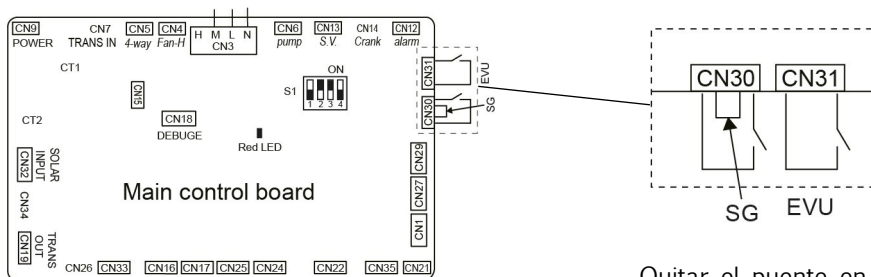 CN9 CN7 CN5 CN4 H M L N CN6 CN13 CN14 CN12
POWER TRANS IN 4-way Fan-H CN3 pump S.V. Crank alarm
CT1
ON
S1
1 2 3 4
CN31
EVU
CN30
SG
CN15
CN18
DEBUGE
CT2
Red LED
SOLAR
INPUT
CN32
CN29
CN27
Main control board
CN34
CN1
TRANS
OUT
CN19
CN26 CN33 CN16 CN17 CN25 CN24 CN22 CN35 CN21
CN30 CN31
SG EVU
Quitar el puente en